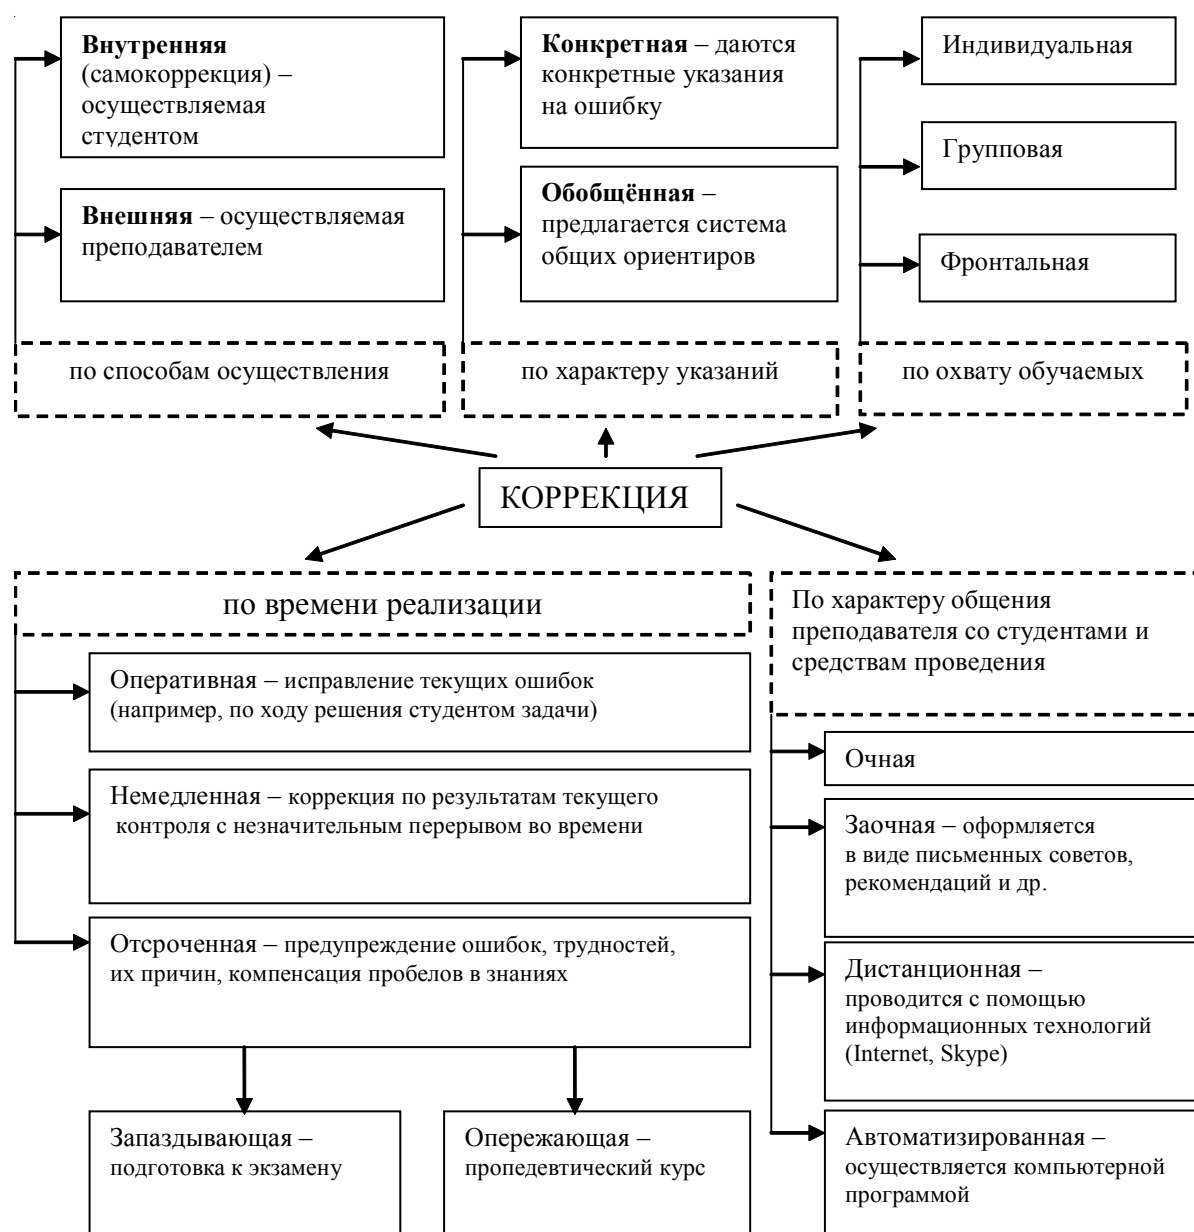 Внутренняя
(самокоррекция) –
осуществляемая
студентом
Внешняя – осуществляемая
преподавателем
по способам осуществления
Конкретная – даются
конкретные указания
на ошибку
Обобщённая –
предлагается система
общих ориентиров
по характеру указаний
Индивидуальная
Групповая
Фронтальная
по охвату обучаемых
КОРРЕКЦИЯ
по времени реализации
Оперативная – исправление текущих ошибок
(например, по ходу решения студентом задачи)
Немедленная – коррекция по результатам текущего
контроля с незначительным перерывом во времени
Отсроченная – предупреждение ошибок, трудностей,
их причин, компенсация пробелов в знаниях
Запаздывающая –
подготовка к экзамену
Опережающая –
пропедевтический курс
По характеру общения
преподавателя со студентами и
средствам проведения
Очная
Заочная – оформляется
в виде письменных советов,
рекомендаций и др.
Дистанционная –
проводится с помощью
информационных технологий
(Internet, Skype)
Автоматизированная –
осуществляется компьютерной
программой